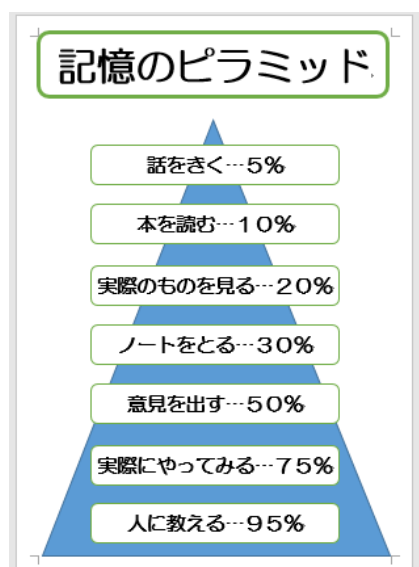 記憶のピラミッド
話をきく…5%
本を読む…10%
実際のものを見る…20%
ノートをとる…30%
意見を出す…50%
実際にやってみる…75%
人に教える…95%